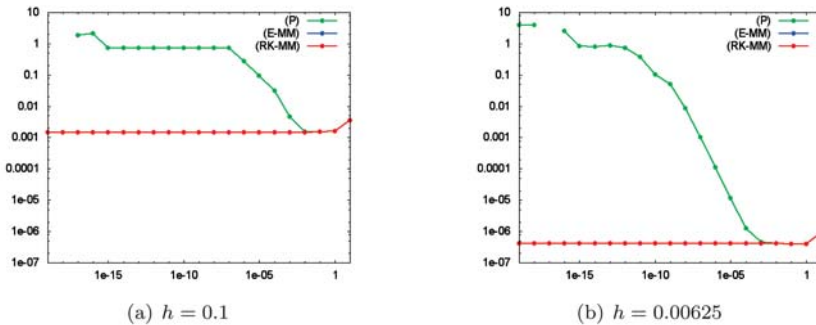 (P)
(E-MM)
(RK-MM)
10
1
0.1
0.01
0.001
0.0001
1e-05
1e-06
1e-07
1e-15 1e-10 1e-05 1
(a) h = 0.1
(P)
(E-MM)
(RK-MM)
10
1
0.1
0.01
0.001
0.0001
1e-05
1e-06
1e-07
1e-15 1e-10 1e-05 1
(b) h = 0.00625